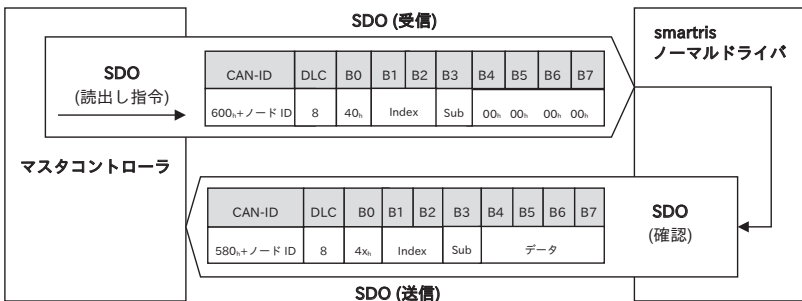 SDO (受信)
smartris
ノーマルドライバ
SDO
(読出し指令)
CAN-ID DLC B0 B1 B2 B3 B4 B5 B6 B7
600h+ノード ID 8 40h Index Sub 00h 00h 00h 00h
マスタコントローラ
CAN-ID DLC B0 B1 B2 B3 B4 B5 B6 B7
580h+ノード ID 8 4xh Index Sub データ
SDO
(確認)
SDO (送信)